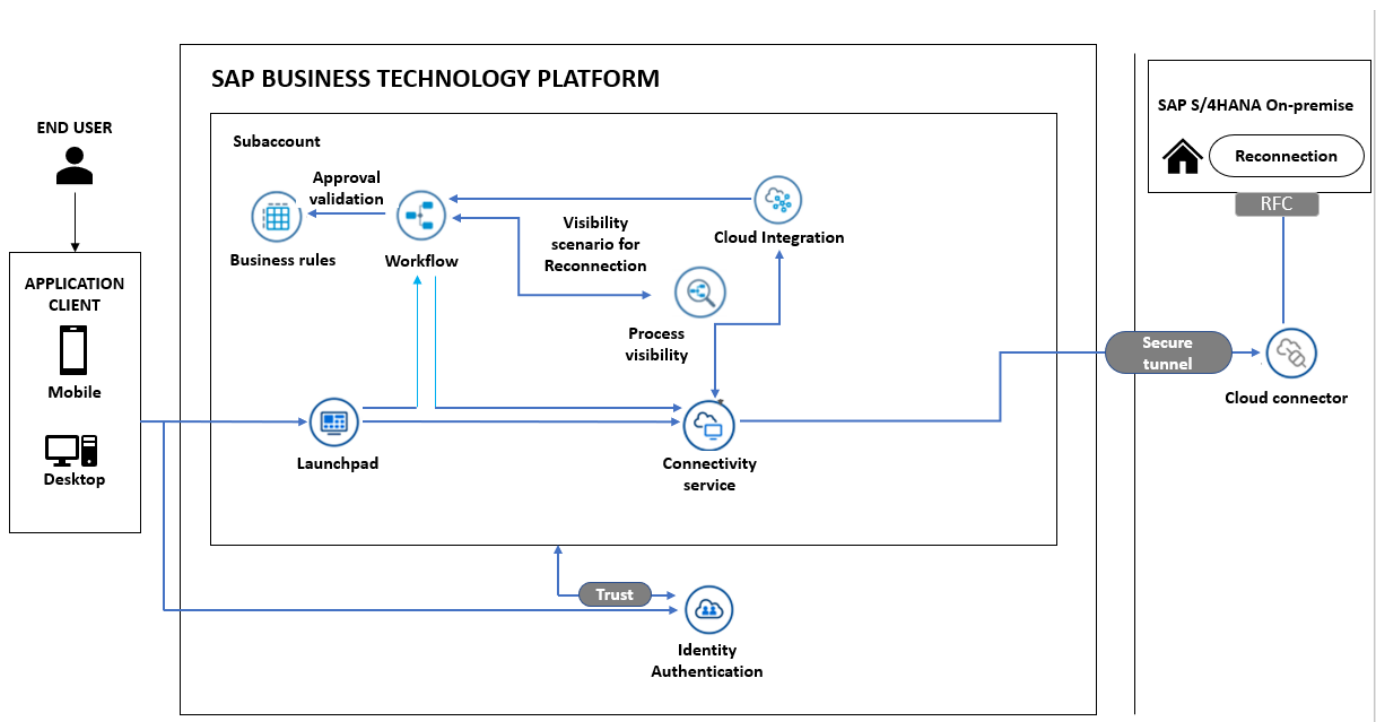 SAP BUSINESS TECHNOLOGY PLATFORM
END USER
APPLICATION
CLIENT
Mobile
Desktop
Subaccount
Approval
validation
Business rules
Workflow
Visibility
scenario for
Reconnection
Cloud Integration
Process
visibility
Launchpad
Connectivity
service
Trust
Identity
Authentication
SAP S/4HANA On-premise
Reconnection
RFC
Secure
tunnel
Cloud connector